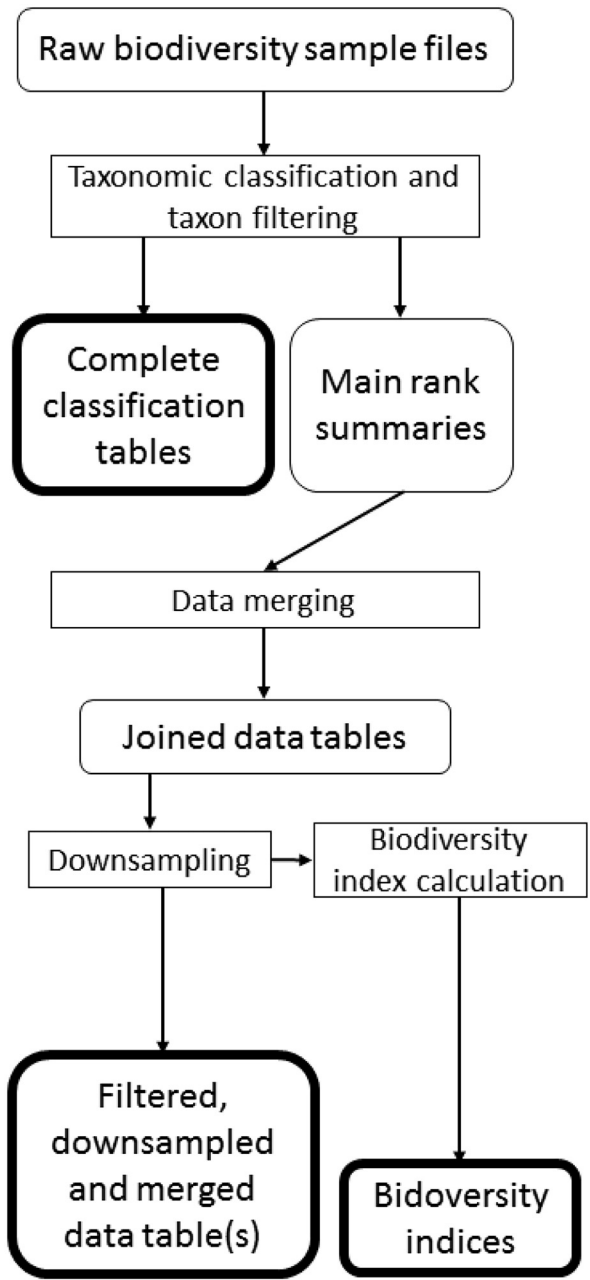 Raw biodiversity sample files
Taxonomic classification and
taxon filtering
Complete
classification
tables
Main rank
summaries
Data merging
Joined data tables
Downsampling
Biodiversity
index calculation
Filtered,
downsampled
and merged
data table(s)
Bidoversity
indices